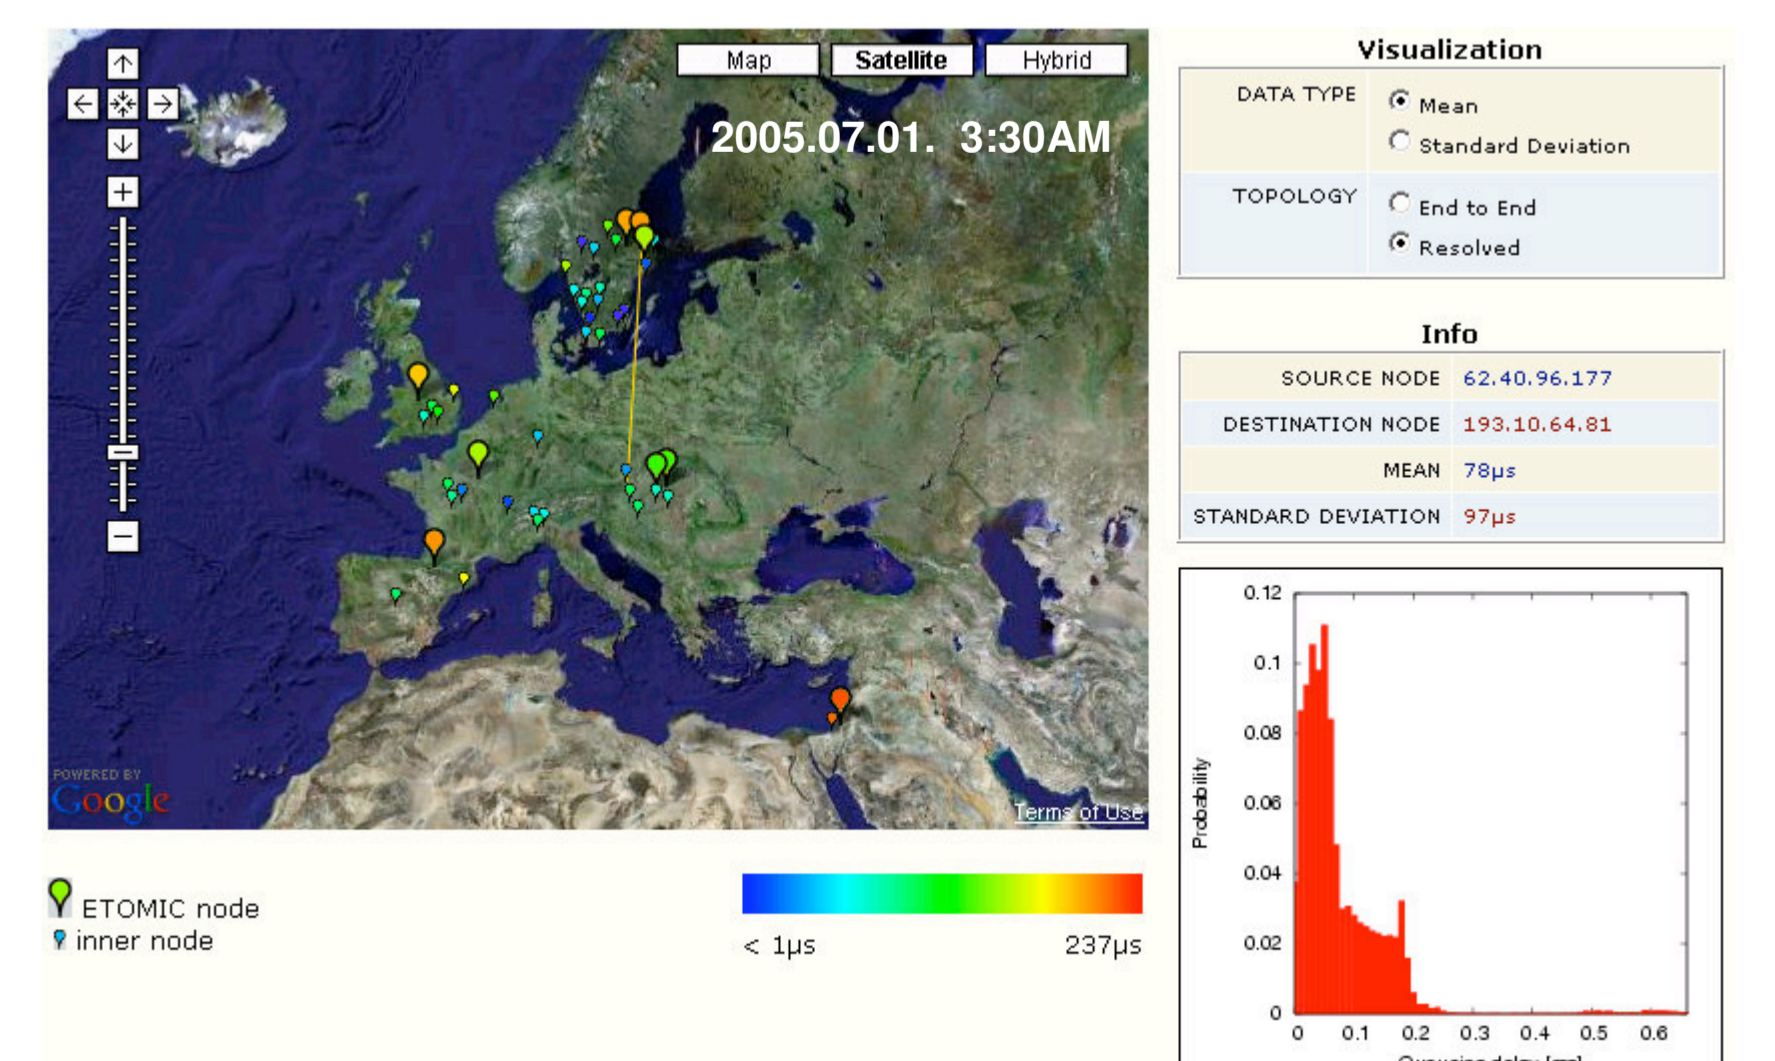 Map
Satellite
Hybrid
2005.07.01. 3:30AM
POWERED BY
Google
Terms of Use
ETOMIC node
inner node
< 1µs
237µs
Visualization
DATA TYPE
Mean
Standard Deviation
TOPOLOGY
End to End
Resolved
Info
SOURCE NODE 62.40.96.177
DESTINATION NODE 193.10.64.81
MEAN 78µs
STANDARD DEVIATION 97µs
0.12
0.1
0.08
0.06
0.04
0.02
0
Probability
0 0.1 0.2 0.3 0.4 0.5 0.6